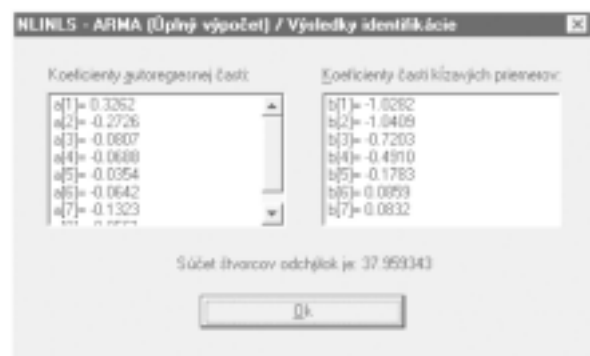 NLINLS - ARMA (Úplný výpočet) / Výsledky identifikácie
Koeficienty autoregresnej časti:
a[1]= 0.3262
a[2]= -0.2726
a[3]= -0.0807
a[4]= -0.0688
a[5]= -0.0354
a[6]= -0.0642
a[7]= -0.1323
Koeficienty časti kĺzavých priemerov:
b[1]= -1.0282
b[2]= -1.0409
b[3]= -0.7203
b[4]= -0.4910
b[5]= -0.1783
b[6]= 0.0859
b[7]= 0.0832
Súčet štvorcov odchýlok je: 37.959343
Ok